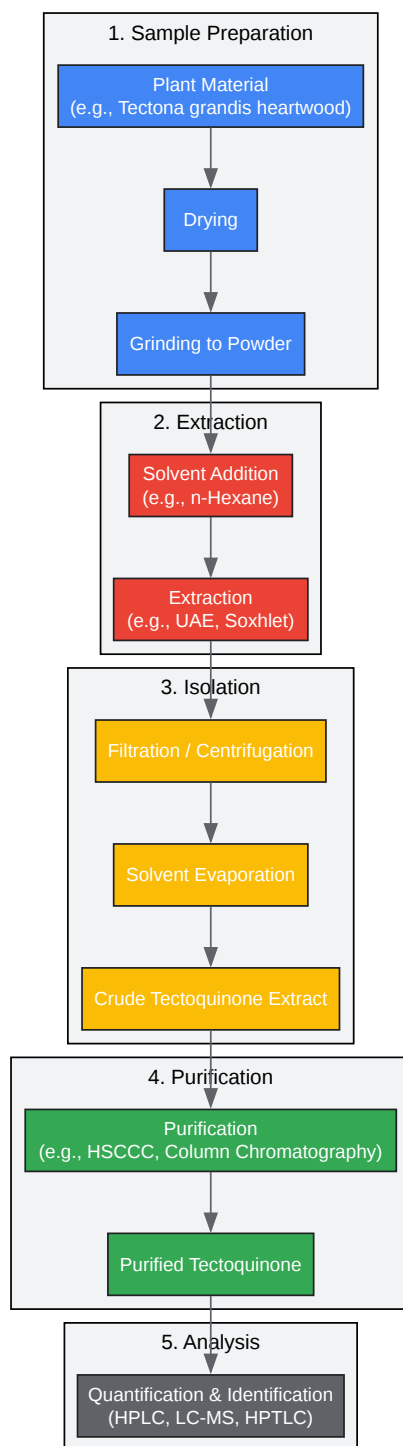 1. Sample Preparation
Plant Material
(e.g., Tectona grandis heartwood)
Drying
Grinding to Powder
2. Extraction
Solvent Addition
(e.g., n-Hexane)
Extraction
(e.g., UAE, Soxhlet)
3. Isolation
Filtration / Centrifugation
Solvent Evaporation
Crude Tectoquinone Extract
4. Purification
Purification
(e.g., HSCCC, Column Chromatography)
Purified Tectoquinone
5. Analysis
Quantification & Identification
(HPLC, LC-MS, HPTLC)